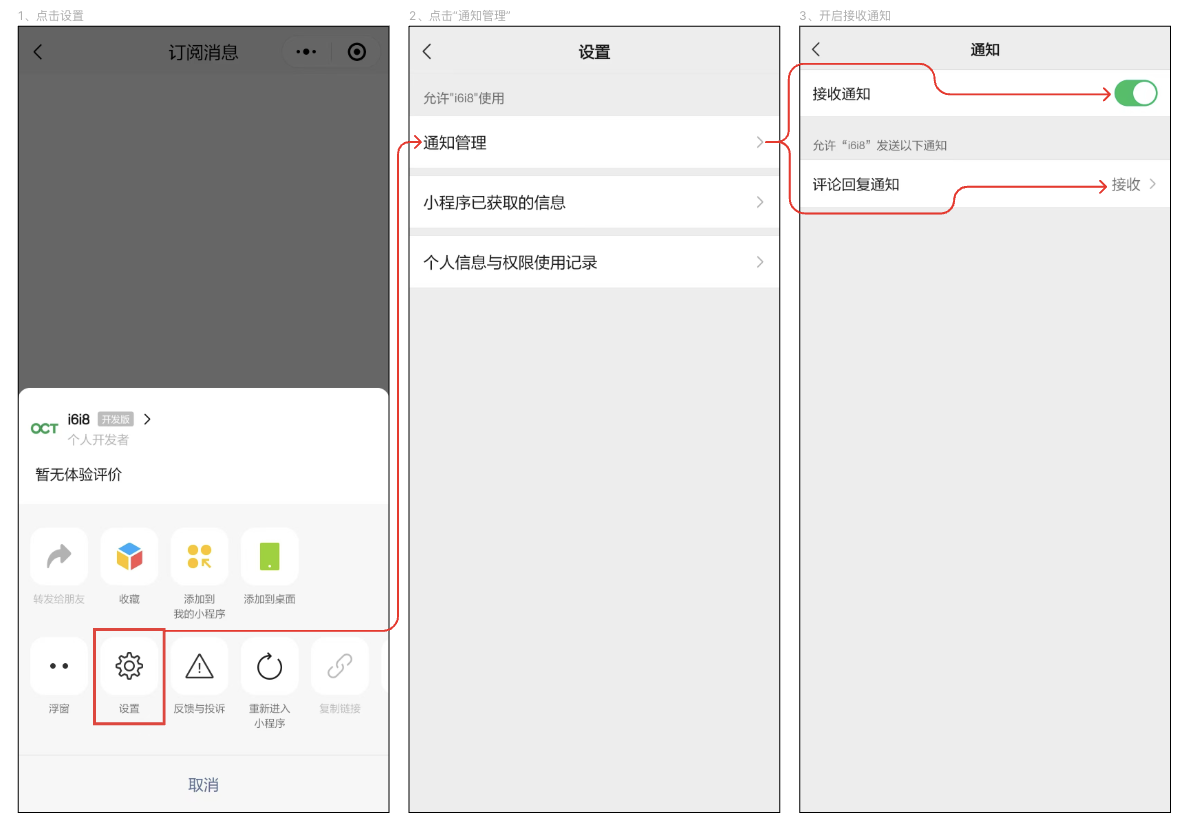 1、点击设置
订阅消息
OCT
i6i8 开发版
个人开发者
暂无体验评价
转发给朋友
收藏
添加到
我的小程序
添加到桌面
浮窗
设置
反馈与投诉
重新进入
小程序
复制链接
取消
2、点击“通知管理”
设置
允许"i6i8"使用
通知管理
小程序已获取的信息
个人信息与权限使用记录
3、开启接收通知
通知
接收通知
允许“i6i8”发送以下通知
评论回复通知 接收